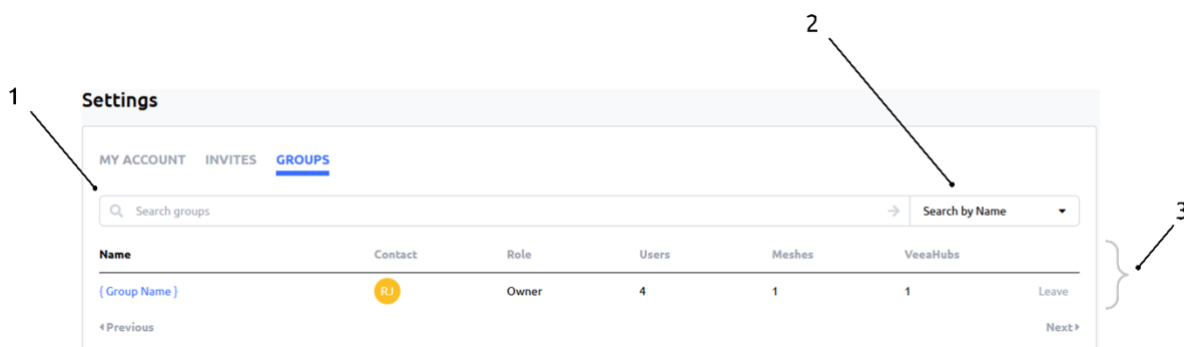 2
1
Settings
MY ACCOUNT INVITES GROUPS
Search groups Search by Name
3
Name Contact Role Users Meshes VeeaHubs
{ Group Name } RJ Owner 4 1 1 Leave
Previous Next